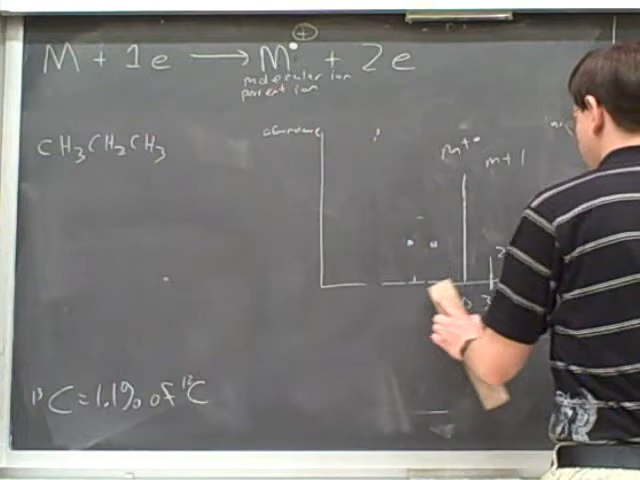 M + 1e → M•⊕ + 2e
molecular ion
parent ion
CH₃CH₂CH₃
abundance
m⁺•
m+1
¹³C = 1.1% of ¹²C